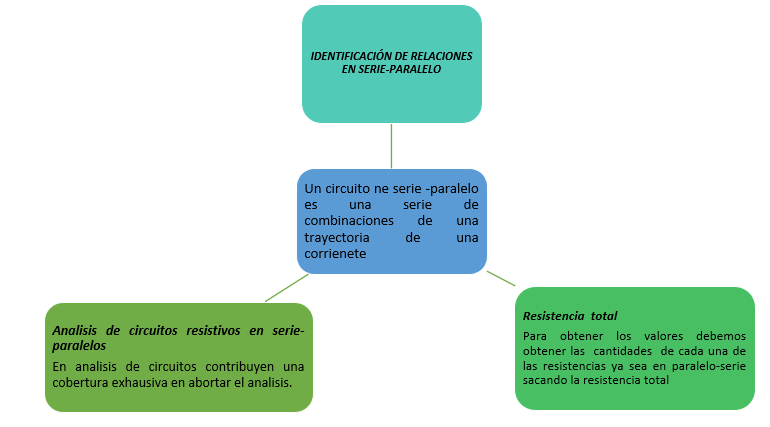 IDENTIFICACIÓN DE RELACIONES
EN SERIE-PARALELO
Un circuito ne serie -paralelo
es una serie de
combinaciones de una
trayectoria de una
corrienete
Analisis de circuitos resistivos en serie-
paralelos
En analisis de circuitos contribuyen una
cobertura exhausiva en abortar el analisis.
Resistencia total
Para obtener los valores debemos
obtener las cantidades de cada una de
las resistencias ya sea en paralelo-serie
sacando la resistencia total